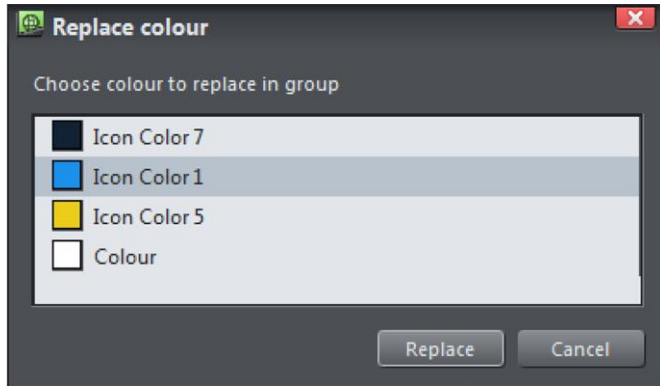 Replace colour
Choose colour to replace in group
Icon Color 7
Icon Color 1
Icon Color 5
Colour
Replace
Cancel